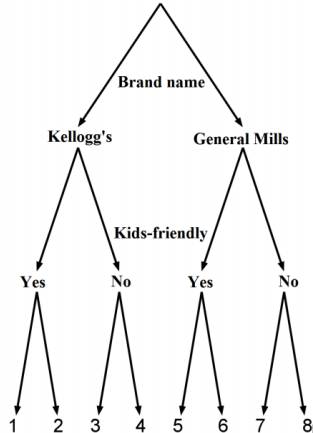 Brand name
Kellogg's General Mills
Kids-friendly
Yes No Yes No
1 2 3 4 5 6 7 8